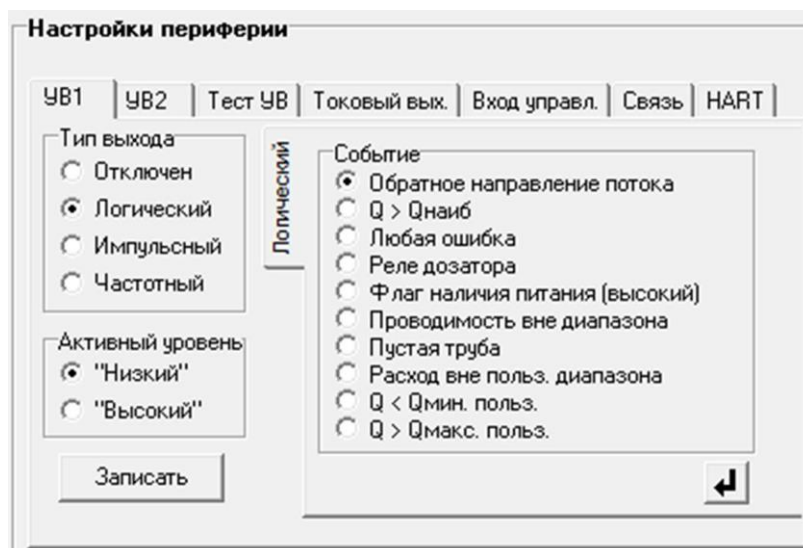 Настройки периферии
УВ1 УВ2 Тест УВ Токовый вых. Вход управл. Связь HART
Тип выхода
Отключен
Логический
Импульсный
Частотный
Активный уровень
"Низкий"
"Высокий"
Записать
Логический
Событие
Обратное направление потока
Q > Qнаиб
Любая ошибка
Реле дозатора
Флаг наличия питания (высокий)
Проводимость вне диапазона
Пустая труба
Расход вне польз. диапазона
Q < Qмин. польз.
Q > Qмакс. польз.